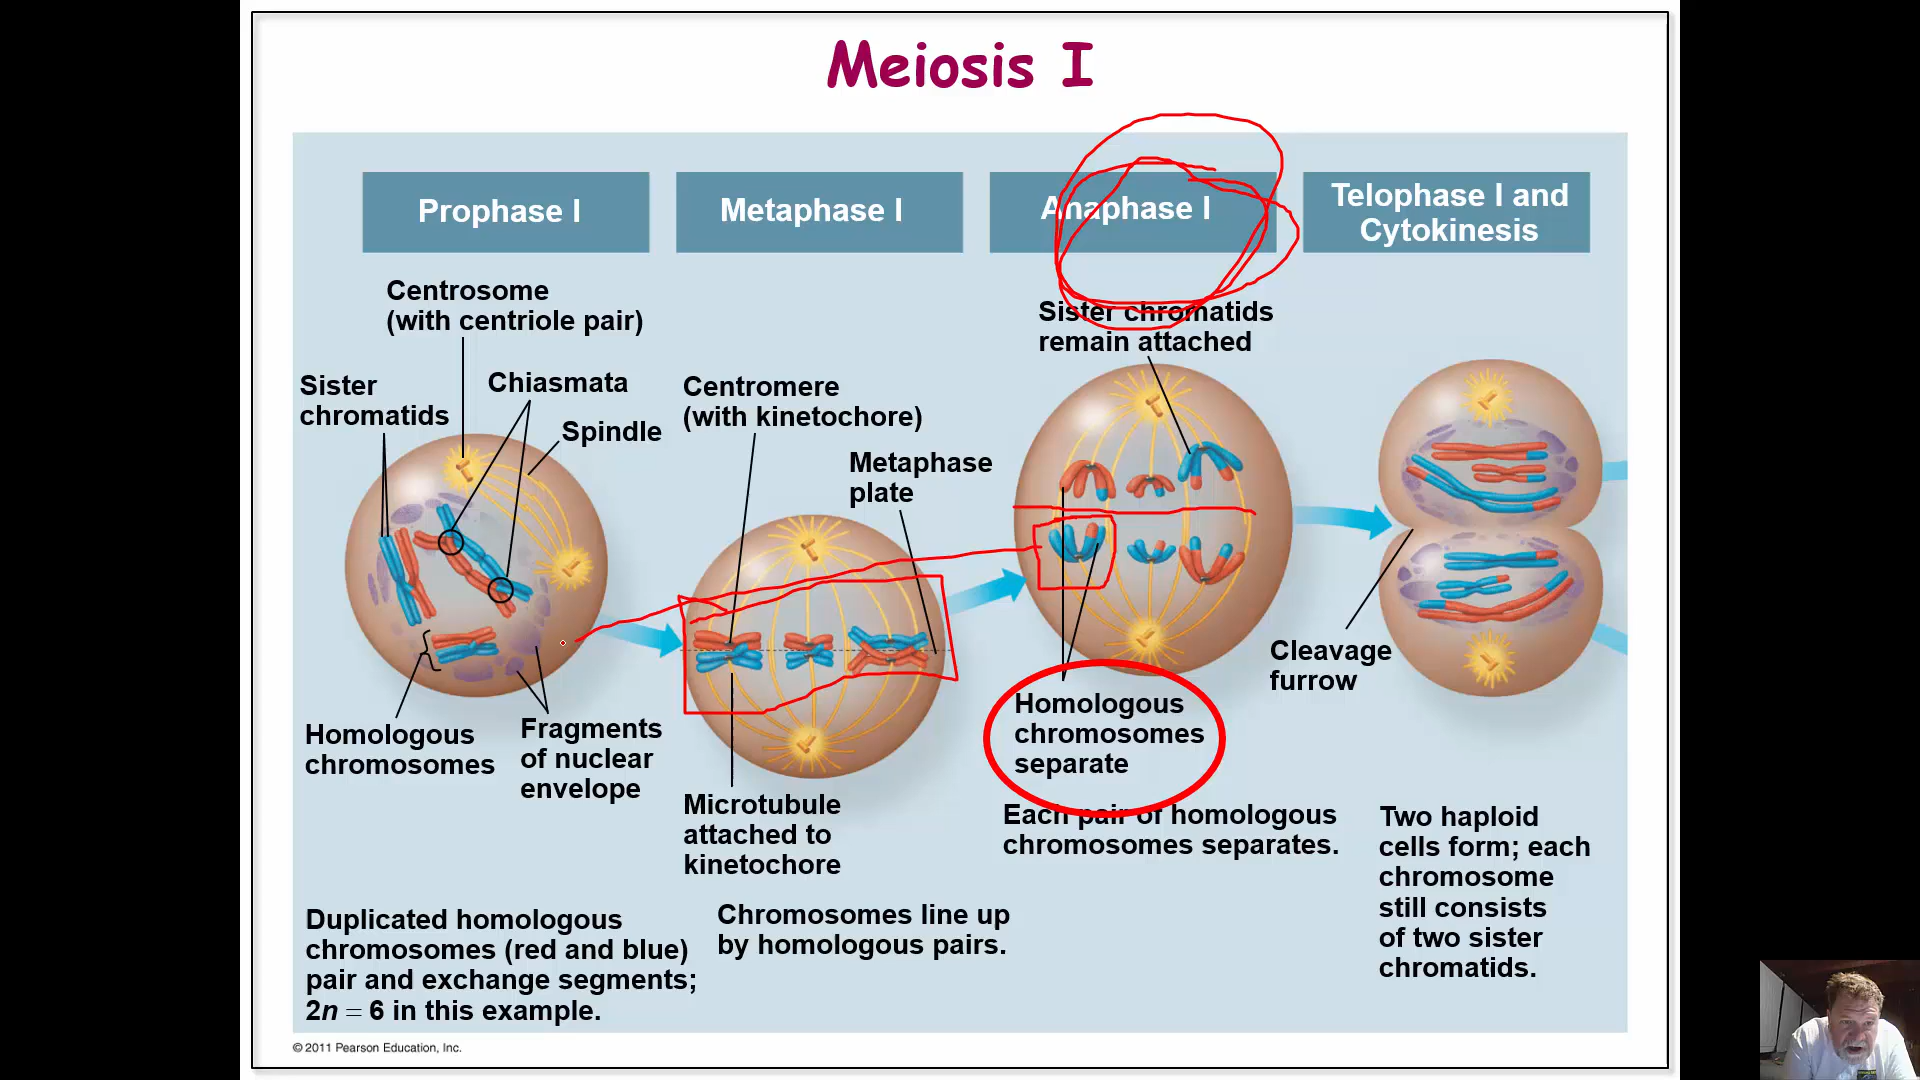 Meiosis I
Prophase I
Metaphase I
Anaphase I
Telophase I and
Cytokinesis
Centrosome
(with centriole pair)
Sister
chromatids
Chiasmata
Spindle
Homologous
chromosomes
Fragments
of nuclear
envelope
Duplicated homologous
chromosomes (red and blue)
pair and exchange segments;
2n = 6 in this example.
Centromere
(with kinetochore)
Metaphase
plate
Microtubule
attached to
kinetochore
Chromosomes line up
by homologous pairs.
Sister chromatids
remain attached
Homologous
chromosomes
separate
Each pair of homologous
chromosomes separates.
Cleavage
furrow
Two haploid
cells form; each
chromosome
still consists
of two sister
chromatids.
© 2011 Pearson Education, Inc.